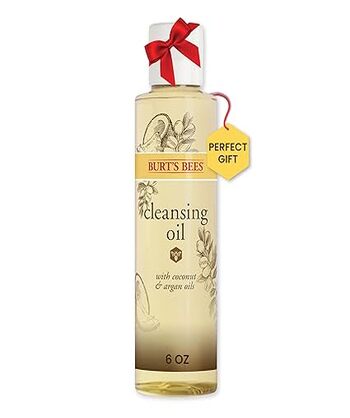 PERFECT
GIFT
BURT'S BEES
cleansing
oil
with coconut
& argan oils
6 OZ